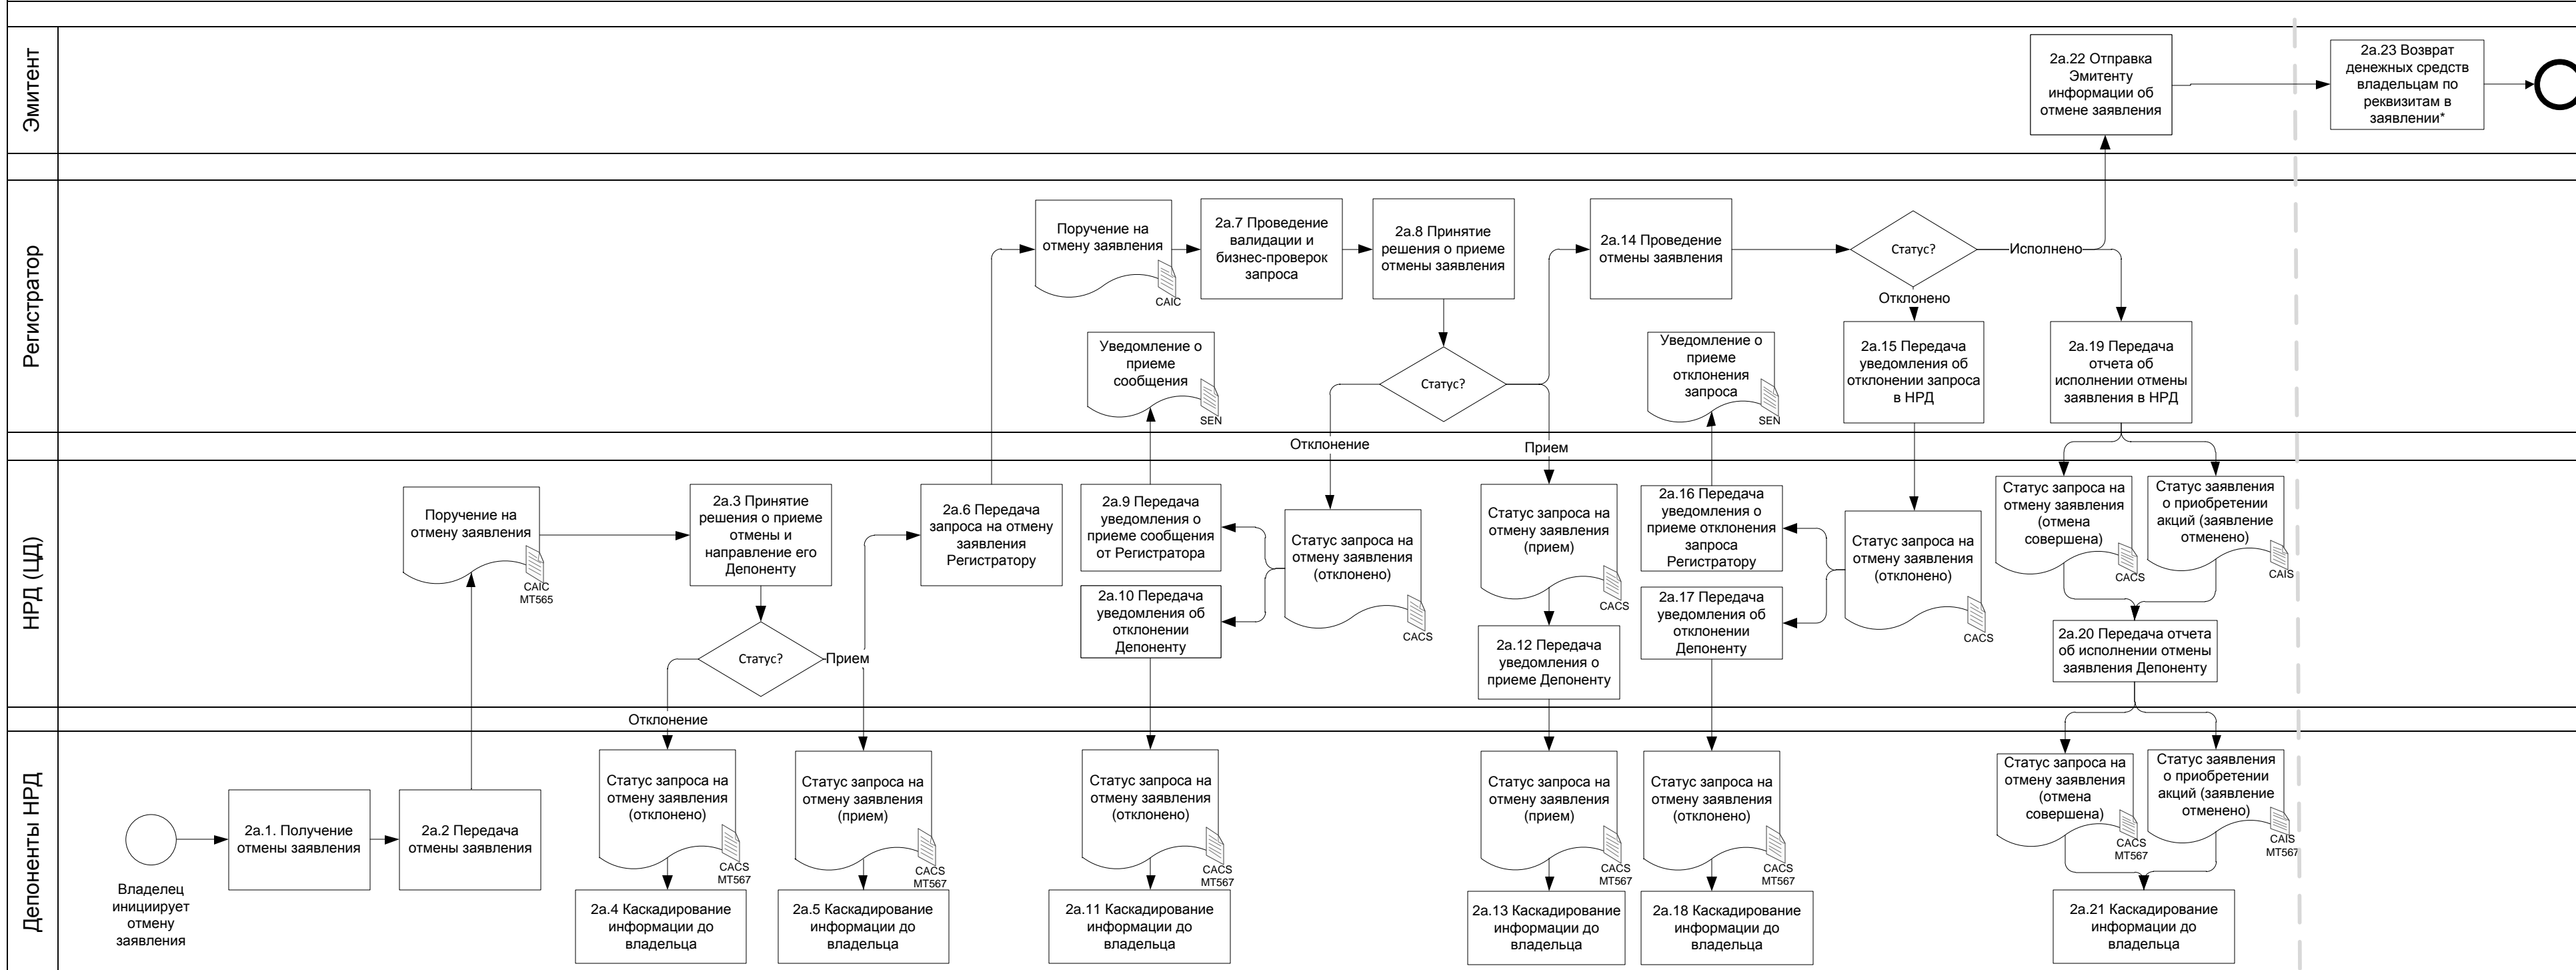 Эмитент
2а.22 Отправка
Эмитенту
информации об
отмене заявления
2а.23 Возврат
денежных средств
владельцам по
реквизитам в
заявлении*
Регистратор
Поручение на
отмену заявления
CAIC
2а.7 Проведение
валидации и
бизнес-проверок
запроса
2а.8 Принятие
решения о приеме
отмены заявления
2а.14 Проведение
отмены заявления
Статус?
Исполнено
Отклонено
Уведомление о
приеме
сообщения
SEN
Статус?
Уведомление о
приеме
отклонения
запроса
SEN
2а.15 Передача
уведомления об
отклонении запроса
в НРД
2а.19 Передача
отчета об
исполнении отмены
заявления в НРД
Отклонение
Прием
НРД (ЦД)
Поручение на
отмену заявления
CAIC
MT565
2а.3 Принятие
решения о приеме
отмены и
направление его
Депоненту
Статус?
Прием
Отклонение
2а.6 Передача
запроса на отмену
заявления
Регистратору
2а.9 Передача
уведомления о
приеме сообщения
от Регистратора
2а.10 Передача
уведомления об
отклонении
Депоненту
Статус запроса на
отмену заявления
(отклонено)
CACS
Статус запроса на
отмену заявления
(прием)
CACS
2а.12 Передача
уведомления о
приеме Депоненту
2а.16 Передача
уведомления о
приеме отклонения
запроса
Регистратору
2а.17 Передача
уведомления об
отклонении
Депоненту
Статус запроса на
отмену заявления
(отклонено)
CACS
Статус запроса на
отмену заявления
(отмена
совершена)
CACS
Статус заявления
о приобретении
акций (заявление
отменено)
CAIS
2а.20 Передача отчета
об исполнении отмены
заявления Депоненту
Депоненты НРД
Владелец
инициирует
отмену
заявления
2а.1. Получение
отмены заявления
2а.2 Передача
отмены заявления
Статус запроса на
отмену заявления
(отклонено)
CACS
MT567
2а.4 Каскадирование
информации до
владельца
Статус запроса на
отмену заявления
(прием)
CACS
MT567
2а.5 Каскадирование
информации до
владельца
Статус запроса на
отмену заявления
(отклонено)
CACS
MT567
2а.11 Каскадирование
информации до
владельца
Статус запроса на
отмену заявления
(прием)
CACS
MT567
2а.13 Каскадирование
информации до
владельца
Статус запроса на
отмену заявления
(отклонено)
CACS
MT567
2а.18 Каскадирование
информации до
владельца
Статус запроса на
отмену заявления
(отмена
совершена)
CACS
MT567
Статус заявления
о приобретении
акций (заявление
отменено)
CAIS
MT567
2а.21 Каскадирование
информации до
владельца